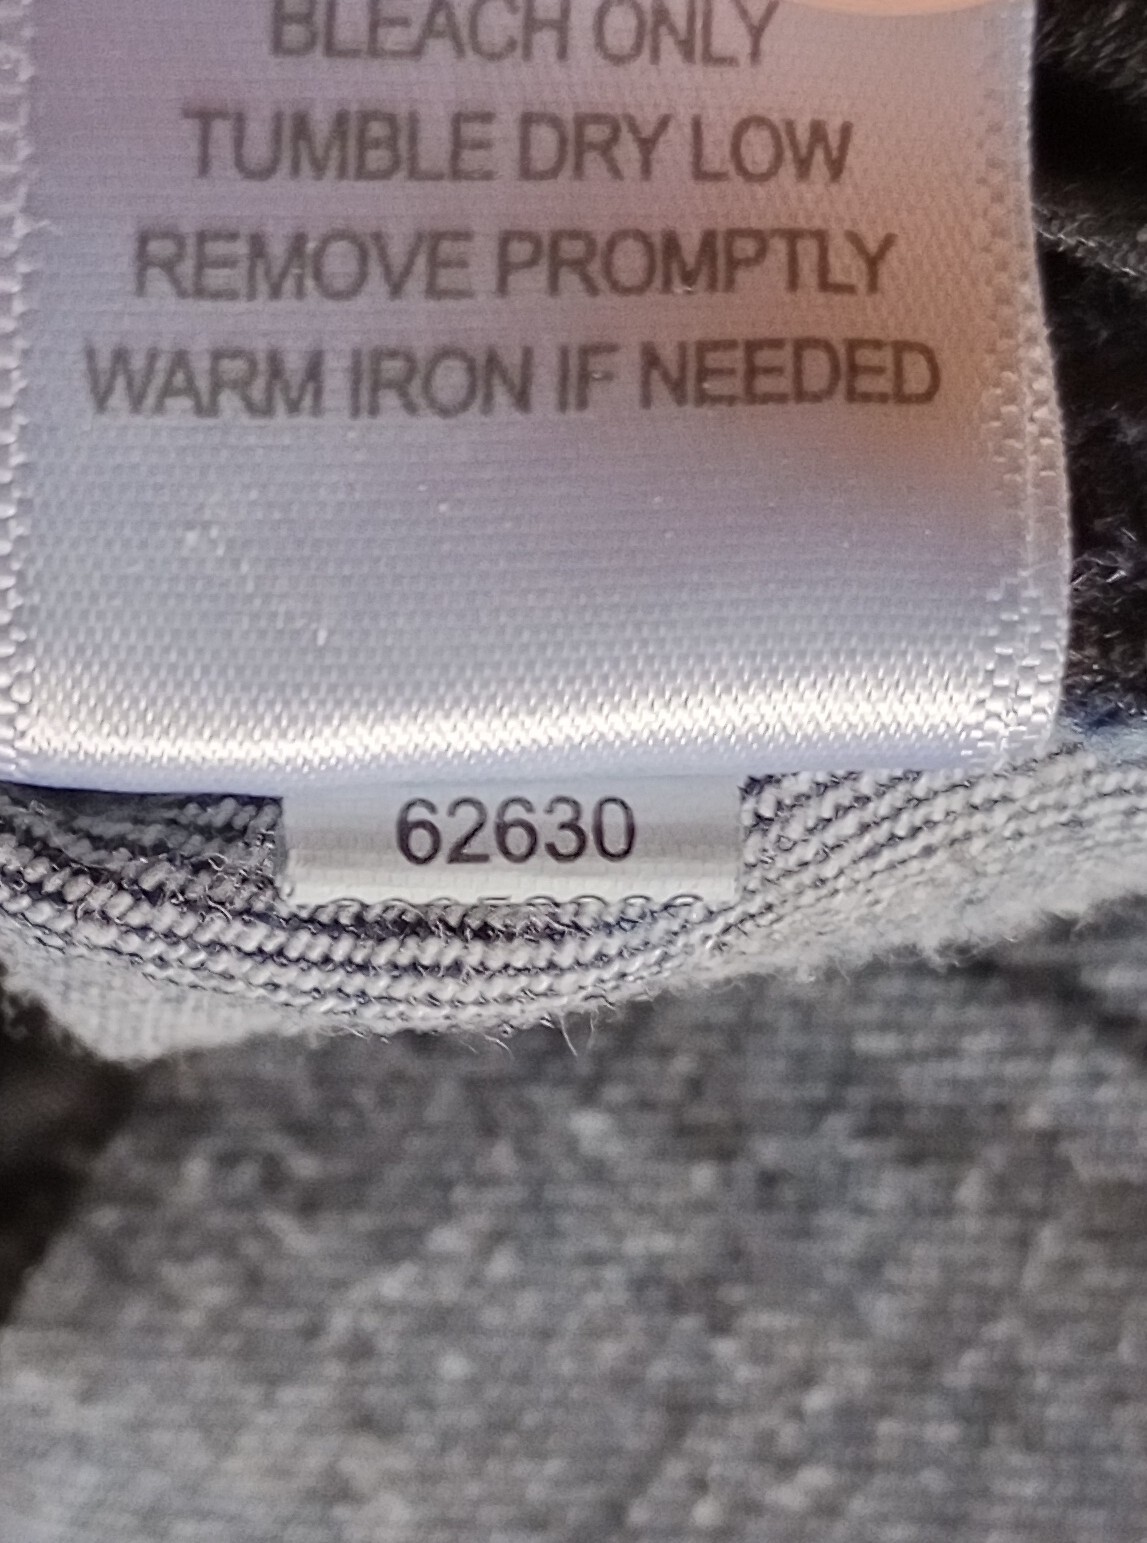 BLEACH ONLY
TUMBLE DRY LOW
REMOVE PROMPTLY
WARM IRON IF NEEDED
62630